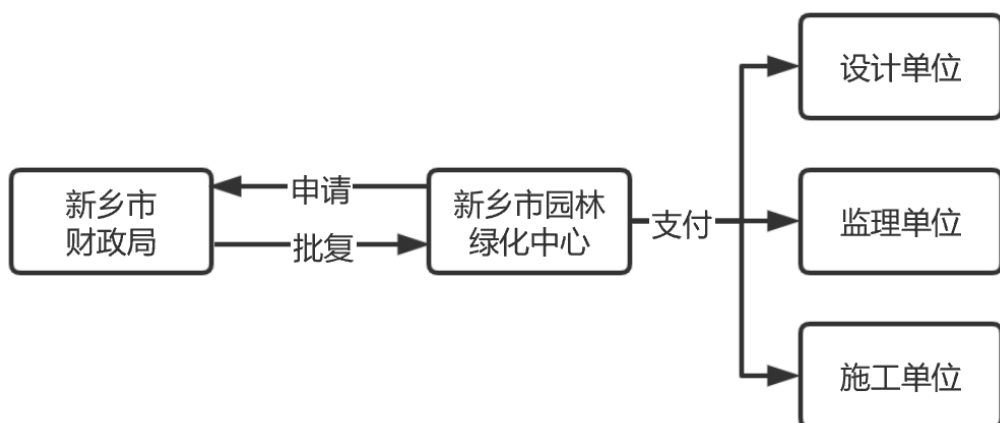 设计单位
新乡市
财政局
申请
批复
新乡市园林
绿化中心
支付
监理单位
施工单位